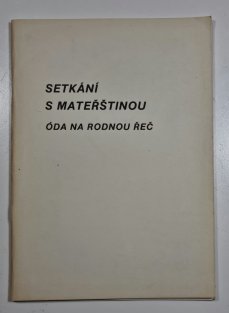 SETKÁNÍ
S MATEŘŠTINOU
ÓDA NA RODNOU ŘEČ